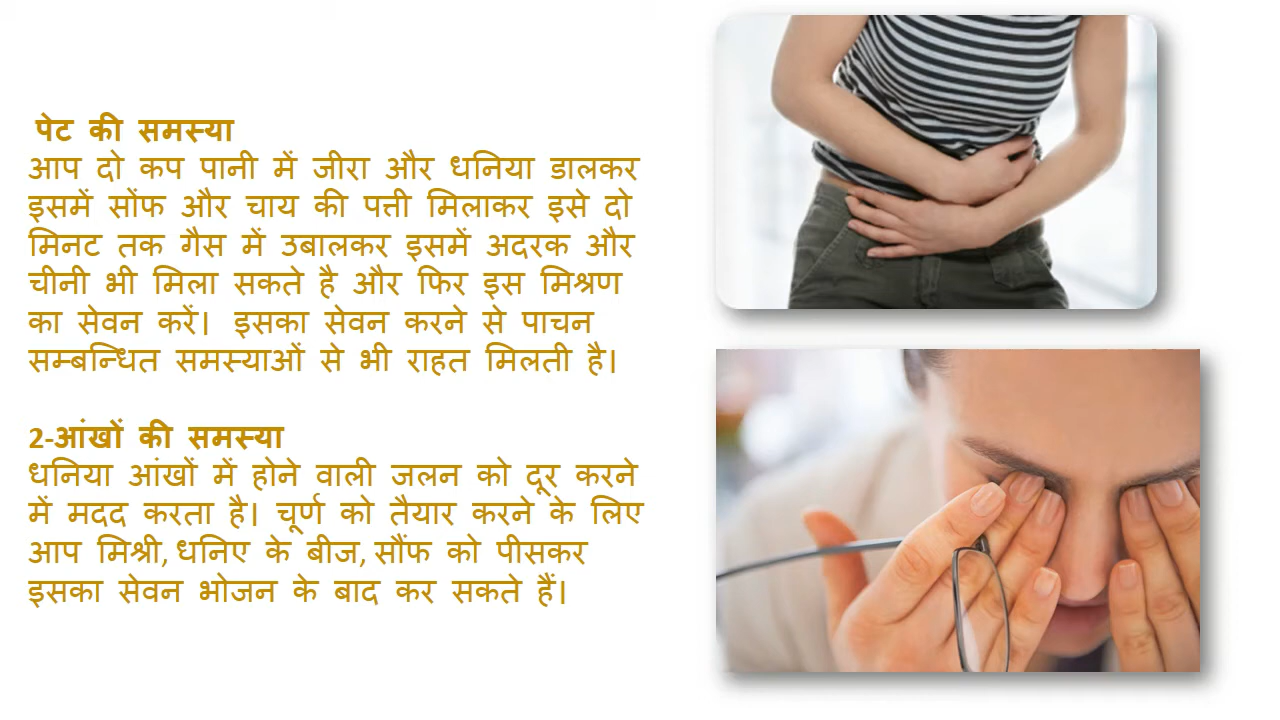 पेट की समस्या
आप दो कप पानी में जीरा और धनिया डालकर
इसमें सोंफ और चाय की पत्ती मिलाकर इसे दो
मिनट तक गैस में उबालकर इसमें अदरक और
चीनी भी मिला सकते है और फिर इस मिश्रण
का सेवन करें। इसका सेवन करने से पाचन
सम्बन्धित समस्याओं से भी राहत मिलती है।
2-आंखों की समस्या
धनिया आंखों में होने वाली जलन को दूर करने
में मदद करता है। चूर्ण को तैयार करने के लिए
आप मिश्री, धनिए के बीज, सौंफ को पीसकर
इसका सेवन भोजन के बाद कर सकते हैं।